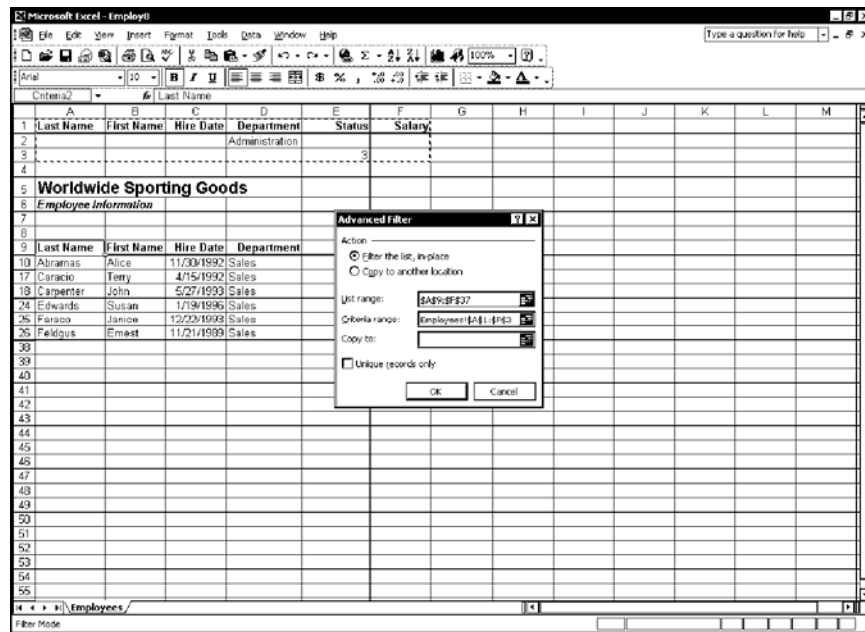 Microsoft Excel - Employ8
File Edit View Insert Format Tools Data Window Help Type a question for help
100%
Arial 10 B I U $ % ,
Criteria2 fx Last Name
A B C D E F G H I J K L M
1 Last Name First Name Hire Date Department Status Salary
2 Administration
3 3
4
5 Worldwide Sporting Goods
6 Employee Information
7
8
9 Last Name First Name Hire Date Department
10 Abramas Alice 11/30/1992 Sales
17 Caracio Terry 4/15/1992 Sales
18 Carpenter John 5/27/1993 Sales
24 Edwards Susan 1/19/1996 Sales
25 Faraco Janice 12/22/1993 Sales
26 Feldgus Ernest 11/21/1989 Sales
38
39
40
41
42
43
44
45
46
47
48
49
50
51
52
53
54
55
Advanced Filter
Action
Filter the list, in-place
Copy to another location
List range: $A$9:$F$37
Criteria range: Employees!$A$1:$F$3
Copy to:
Unique records only
OK Cancel
Employees
Filter Mode